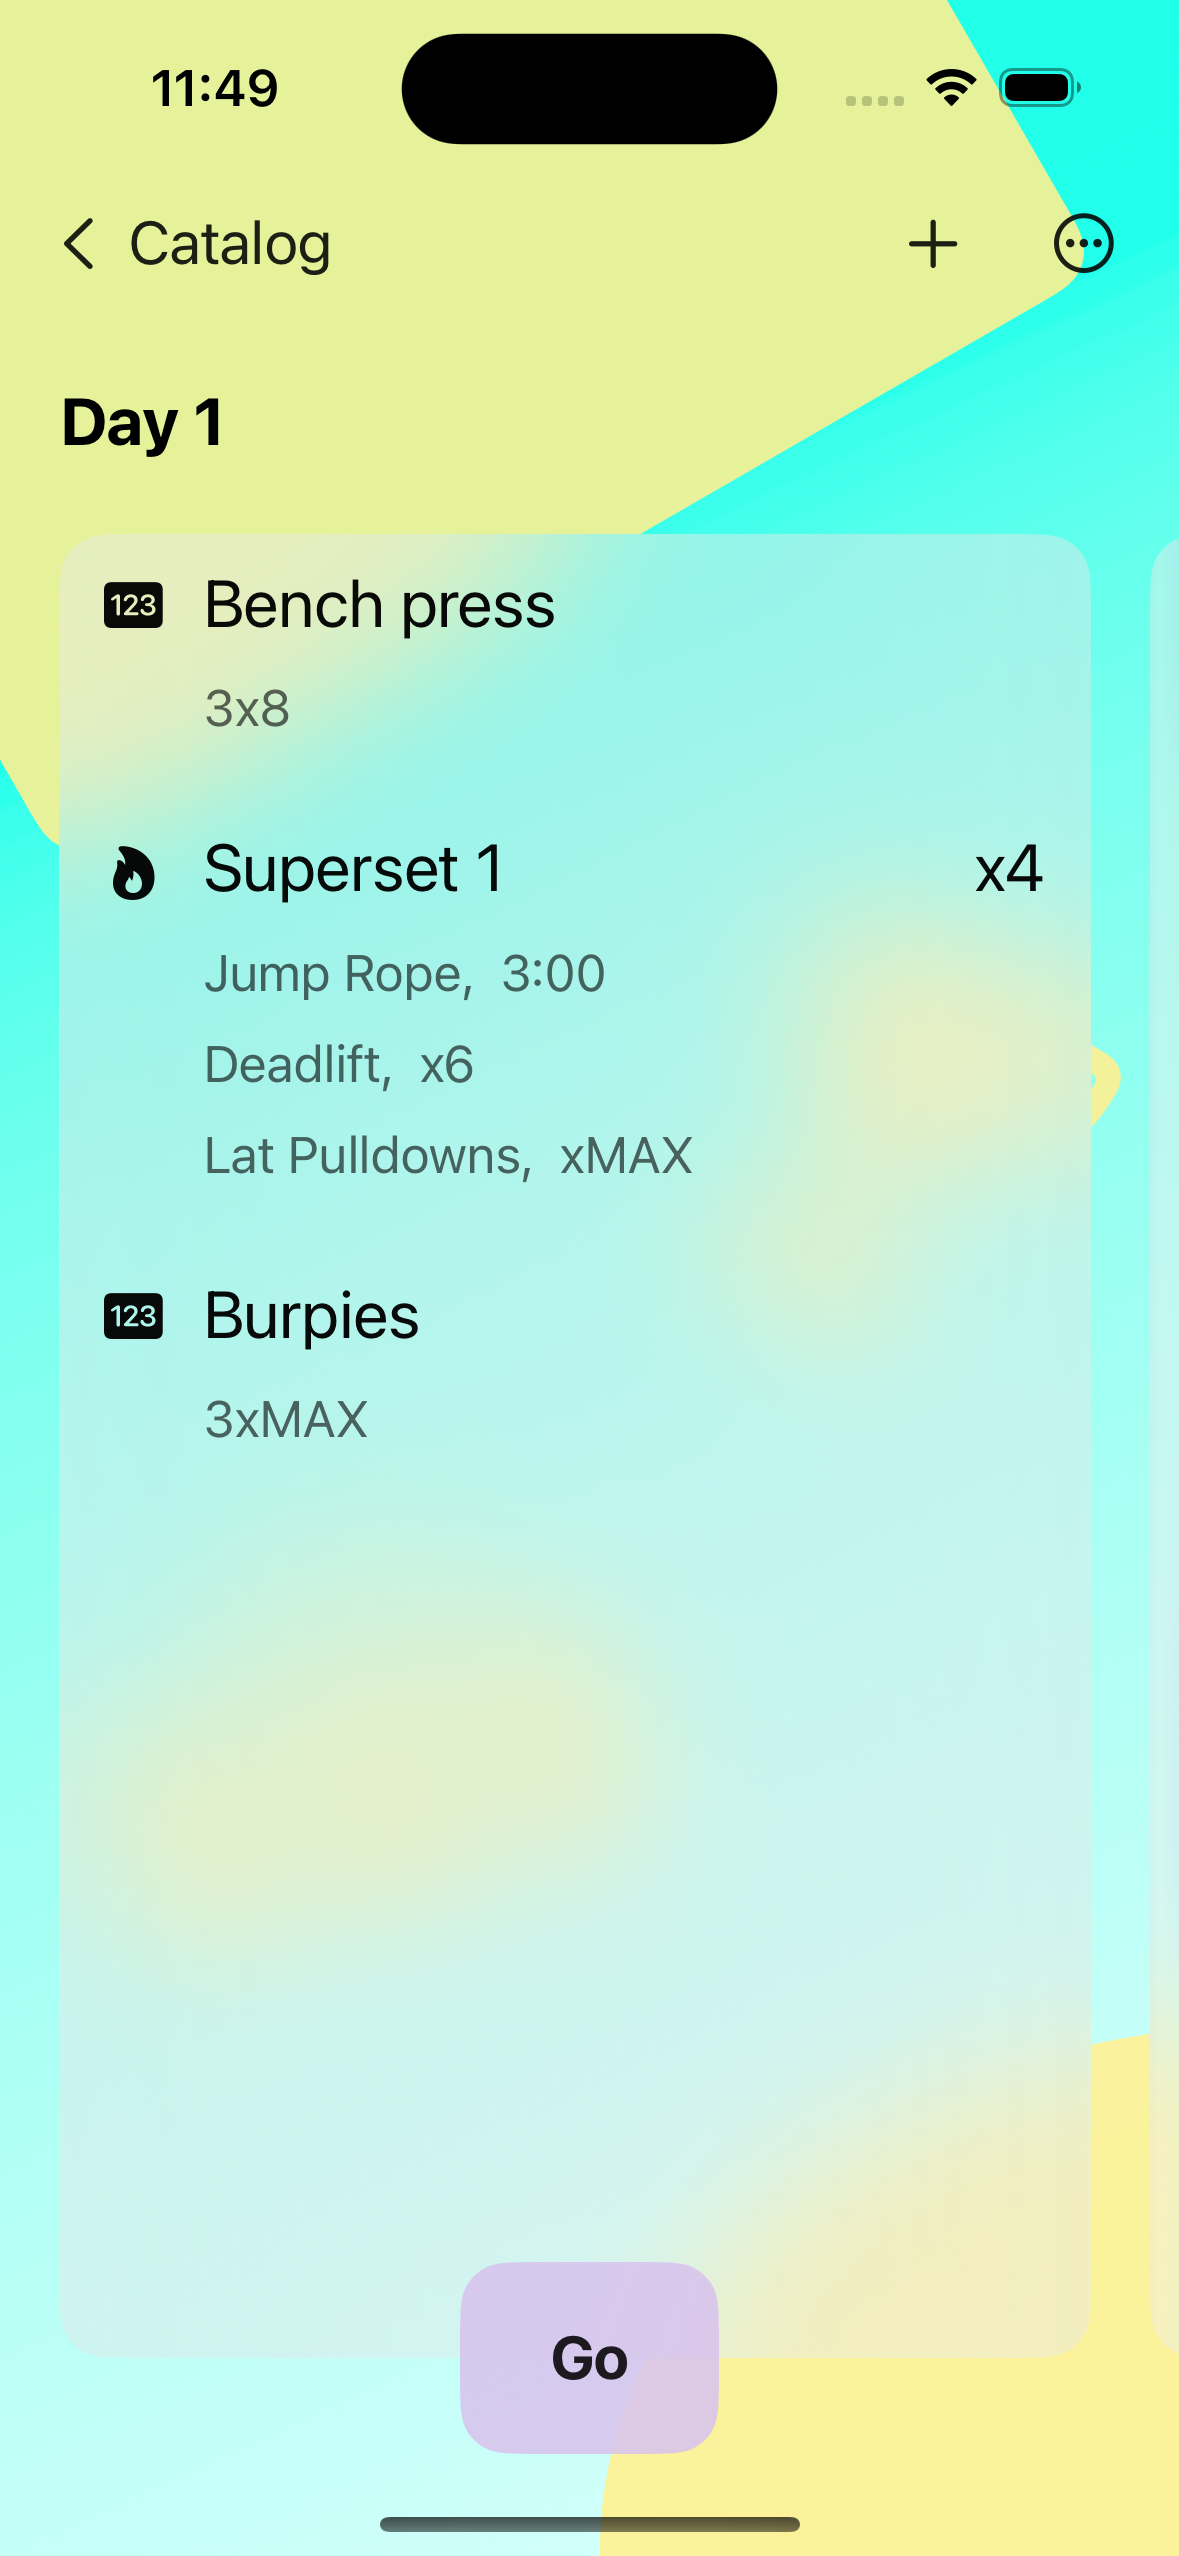 11:49
Catalog
Day 1
123 Bench press
3x8
Superset 1 x4
Jump Rope, 3:00
Deadlift, x6
Lat Pulldowns, xMAX
123 Burpies
3xMAX
Go